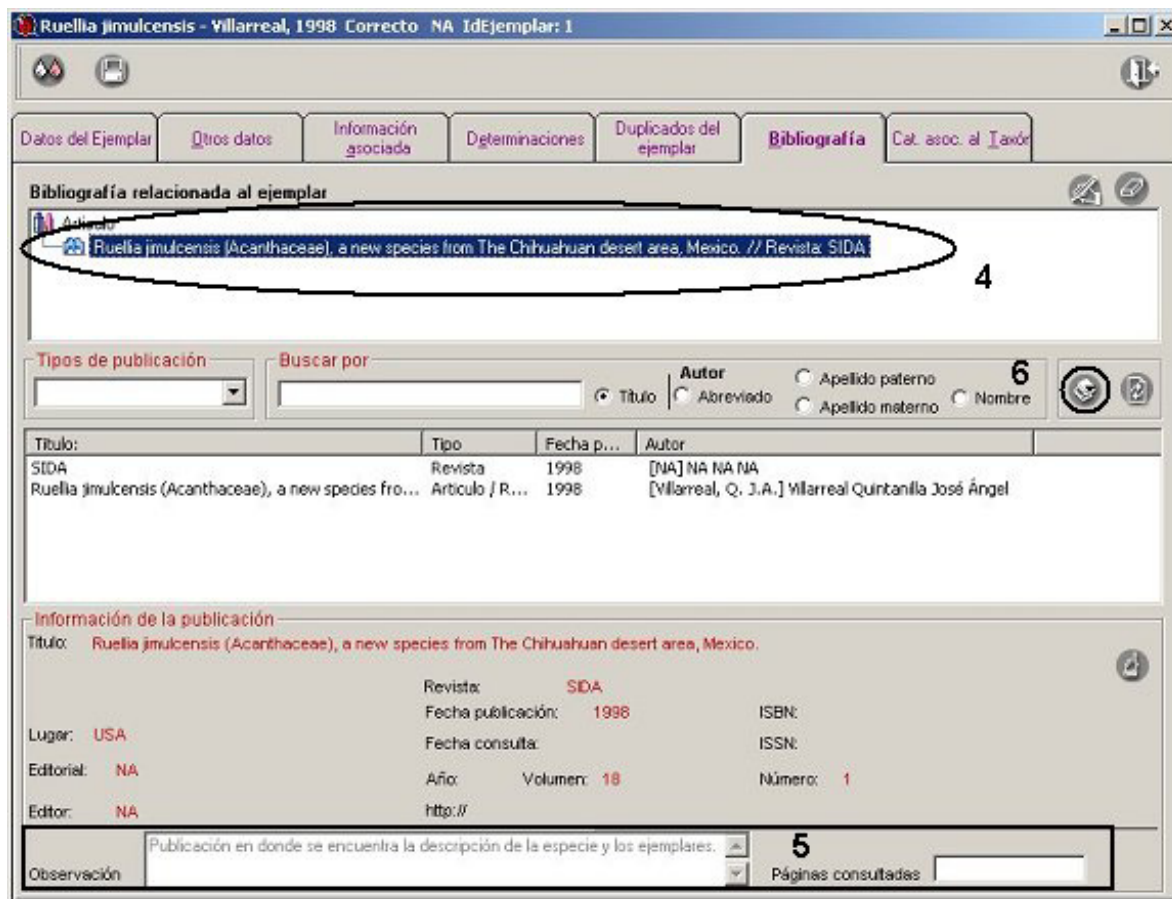 Ruellia jimulcensis - Villarreal, 1998 Correcto NA IdEjemplar: 1
Datos del Ejemplar
Otros datos
Información
asociada
Determinaciones
Duplicados del
ejemplar
Bibliografía
Cat. asoc. al Taxón
Bibliografía relacionada al ejemplar
Artículo
Ruellia jimulcensis (Acanthaceae), a new species from The Chihuahuan desert area, Mexico. // Revista: SIDA
4
Tipos de publicación
Buscar por
Título
Autor
Abreviado
Apellido paterno
Apellido materno
Nombre
6
Título: Tipo Fecha p... Autor
SIDA Revista 1998 [NA] NA NA NA
Ruellia jimulcensis (Acanthaceae), a new species fro... Artículo / R... 1998 [Villarreal, Q. J.A.] Villarreal Quintanilla José Ángel
Información de la publicación
Título: Ruellia jimulcensis (Acanthaceae), a new species from The Chihuahuan desert area, Mexico.
Revista: SIDA
Fecha publicación: 1998 ISBN:
Lugar: USA
Fecha consulta: ISSN:
Editorial: NA
Año: Volumen: 18 Número: 1
Editor: NA http://
Publicación en donde se encuentra la descripción de la especie y los ejemplares.
5
Observación Páginas consultadas